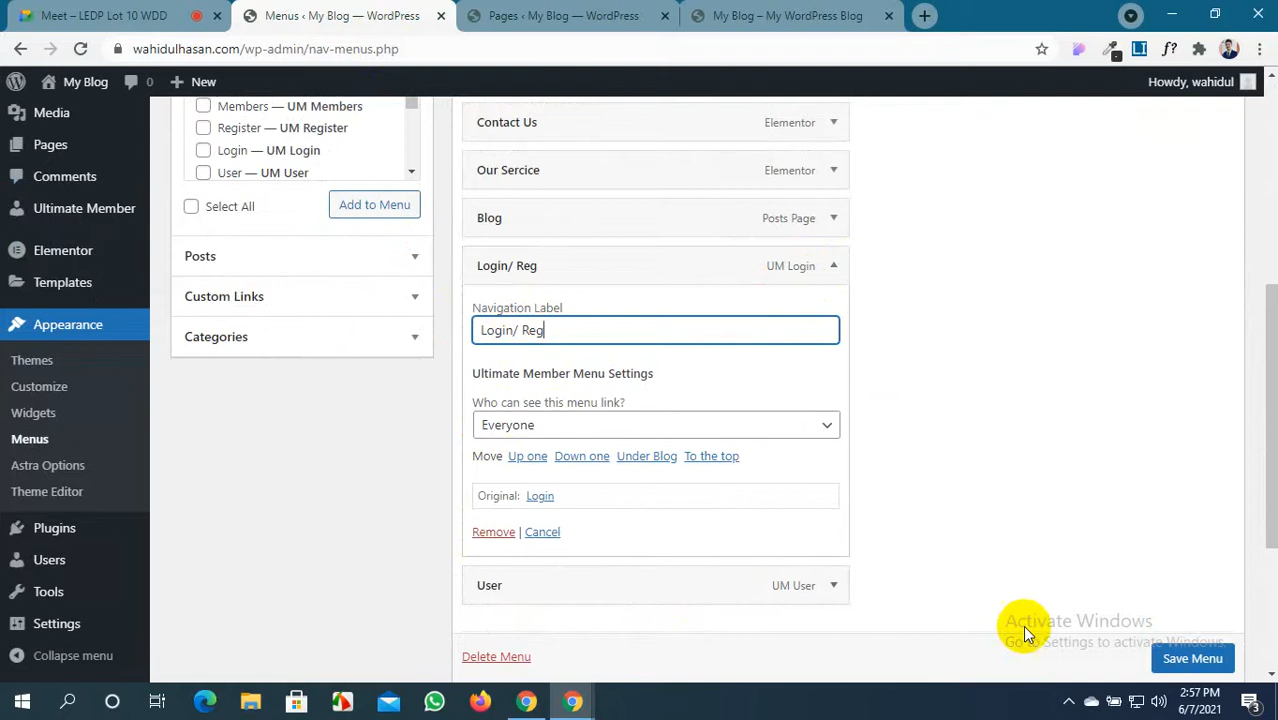 Meet – LEDP Lot 10 WDD
Menus ‹ My Blog — WordPress
Pages ‹ My Blog — WordPress
My Blog – My WordPress Blog
wahidulhasan.com/wp-admin/nav-menus.php
My Blog
0
New
Howdy, wahidul
Media
Pages
Comments
Ultimate Member
Elementor
Templates
Appearance
Themes
Customize
Widgets
Menus
Astra Options
Theme Editor
Plugins
Users
Tools
Settings
Collapse menu
Members — UM Members
Register — UM Register
Login — UM Login
User — UM User
Select All
Add to Menu
Posts
Custom Links
Categories
Contact Us Elementor
Our Sercice Elementor
Blog Posts Page
Login/ Reg UM Login
Navigation Label
Login/ Reg
Ultimate Member Menu Settings
Who can see this menu link?
Everyone
Move Up one Down one Under Blog To the top
Original: Login
Remove | Cancel
User UM User
Delete Menu
Save Menu
Activate Windows
Go to Settings to activate Windows.
2:57 PM
6/7/2021
3